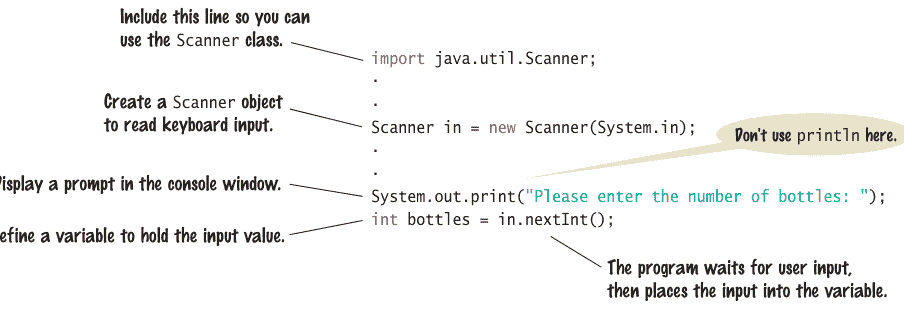 Include this line so you can
use the Scanner class.
import java.util.Scanner;
.
.
Create a Scanner object
to read keyboard input.
Scanner in = new Scanner(System.in);
Don't use println here.
.
.
Display a prompt in the console window.
System.out.print("Please enter the number of bottles: ");
int bottles = in.nextInt();
efine a variable to hold the input value.
The program waits for user input,
then places the input into the variable.